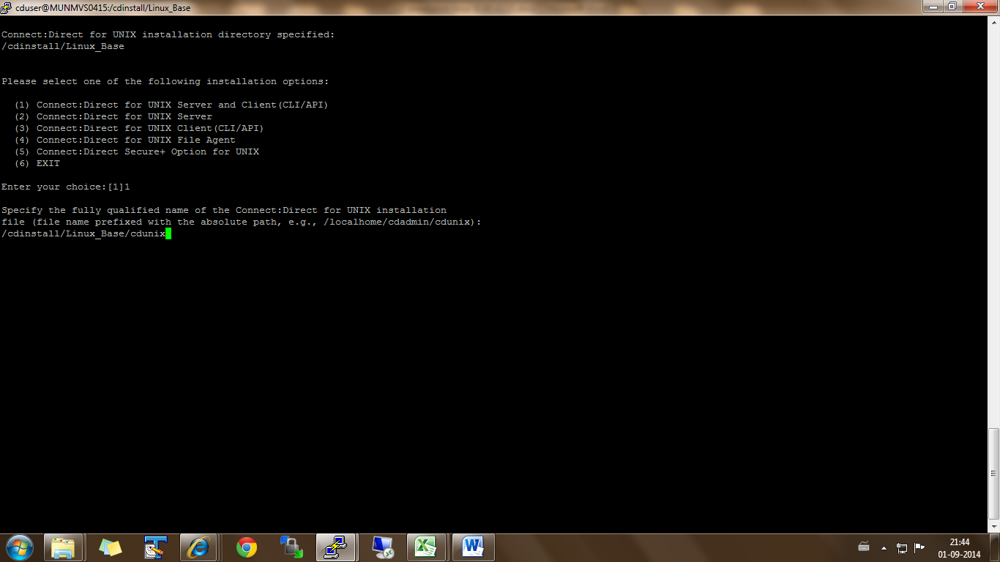 cduser@MUNMVS0415:/cdinstall/Linux_Base
Connect:Direct for UNIX installation directory specified:
/cdinstall/Linux_Base
Please select one of the following installation options:
(1) Connect:Direct for UNIX Server and Client(CLI/API)
(2) Connect:Direct for UNIX Server
(3) Connect:Direct for UNIX Client(CLI/API)
(4) Connect:Direct for UNIX File Agent
(5) Connect:Direct Secure+ Option for UNIX
(6) EXIT
Enter your choice:[1]1
Specify the fully qualified name of the Connect:Direct for UNIX installation
file (file name prefixed with the absolute path, e.g., /localhome/cdadmin/cdunix):
/cdinstall/Linux_Base/cdunix
21:44
01-09-2014